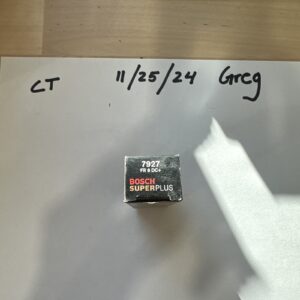 CT 11/25/24 Greg
7927
FR 8 DC+
BOSCH
SUPERPLUS